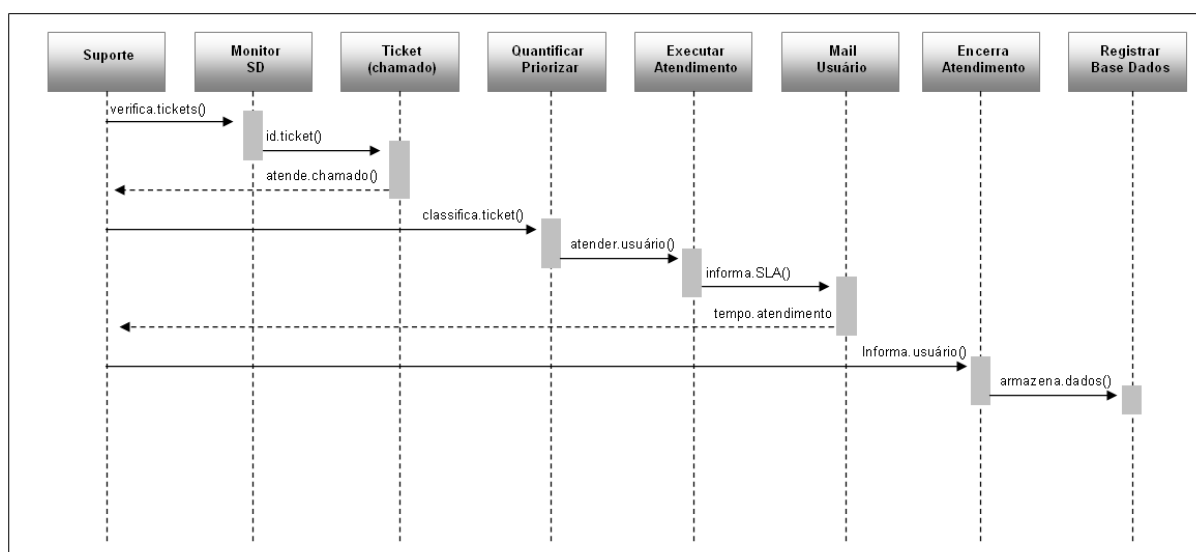 Suporte
Monitor
SD
Ticket
(chamado)
Quantificar
Priorizar
Executar
Atendimento
Mail
Usuário
Encerra
Atendimento
Registrar
Base Dados
verifica.tickets()
id.ticket()
atende.chamado()
classifica.ticket()
atender.usuário()
informa.SLA()
tempo.atendimento
Informa.usuário()
armazena.dados()